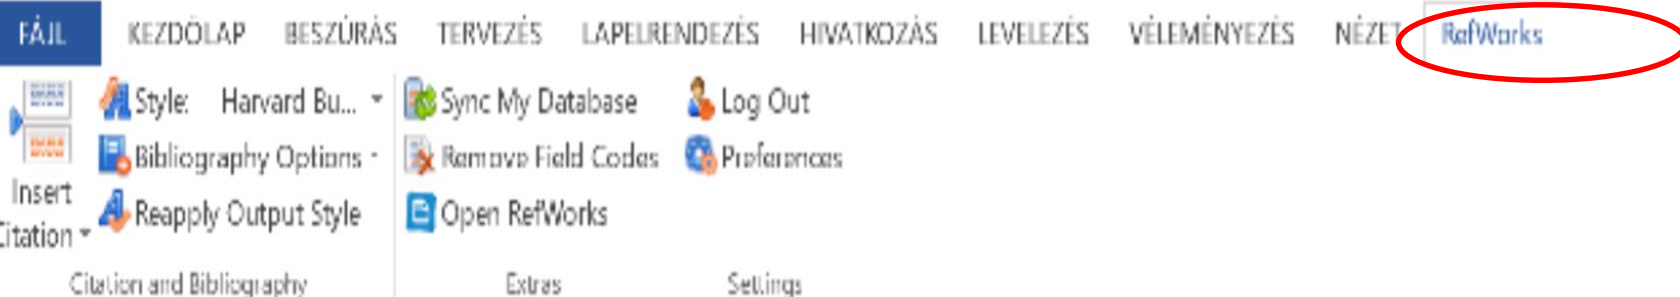 FÁJL KEZDŐLAP BESZÚRÁS TERVEZÉS LAPELRENDEZÉS HIVATKOZÁS LEVELEZÉS VÉLEMÉNYEZÉS NÉZET RefWorks
Style: Harvard Bu... Sync My Database Log Out
Bibliography Options Remove Field Codes Preferences
Insert
Reapply Output Style Open RefWorks
Citation
Citation and Bibliography Extras Settings